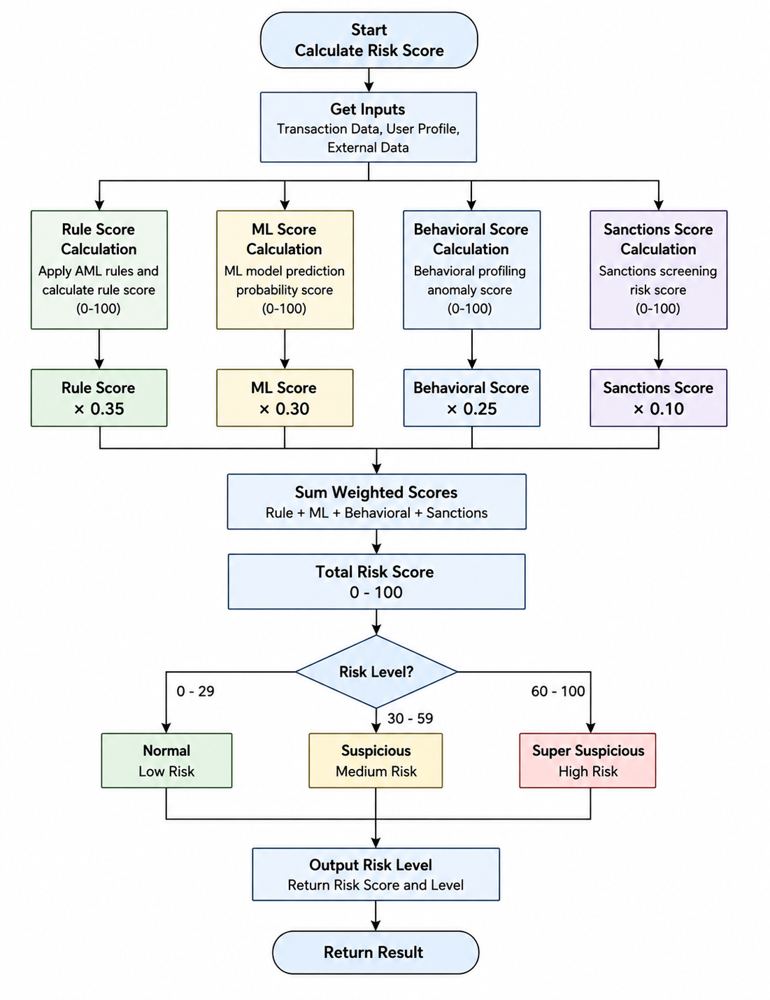 Start
Calculate Risk Score
Get Inputs
Transaction Data, User Profile,
External Data
Rule Score
Calculation
Apply AML rules and
calculate rule score
(0-100)
ML Score
Calculation
ML model prediction
probability score
(0-100)
Behavioral Score
Calculation
Behavioral profiling
anomaly score
(0-100)
Sanctions Score
Calculation
Sanctions screening
risk score
(0-100)
Rule Score
× 0.35
ML Score
× 0.30
Behavioral Score
× 0.25
Sanctions Score
× 0.10
Sum Weighted Scores
Rule + ML + Behavioral + Sanctions
Total Risk Score
0 - 100
Risk Level?
0 - 29
30 - 59
60 - 100
Normal
Low Risk
Suspicious
Medium Risk
Super Suspicious
High Risk
Output Risk Level
Return Risk Score and Level
Return Result